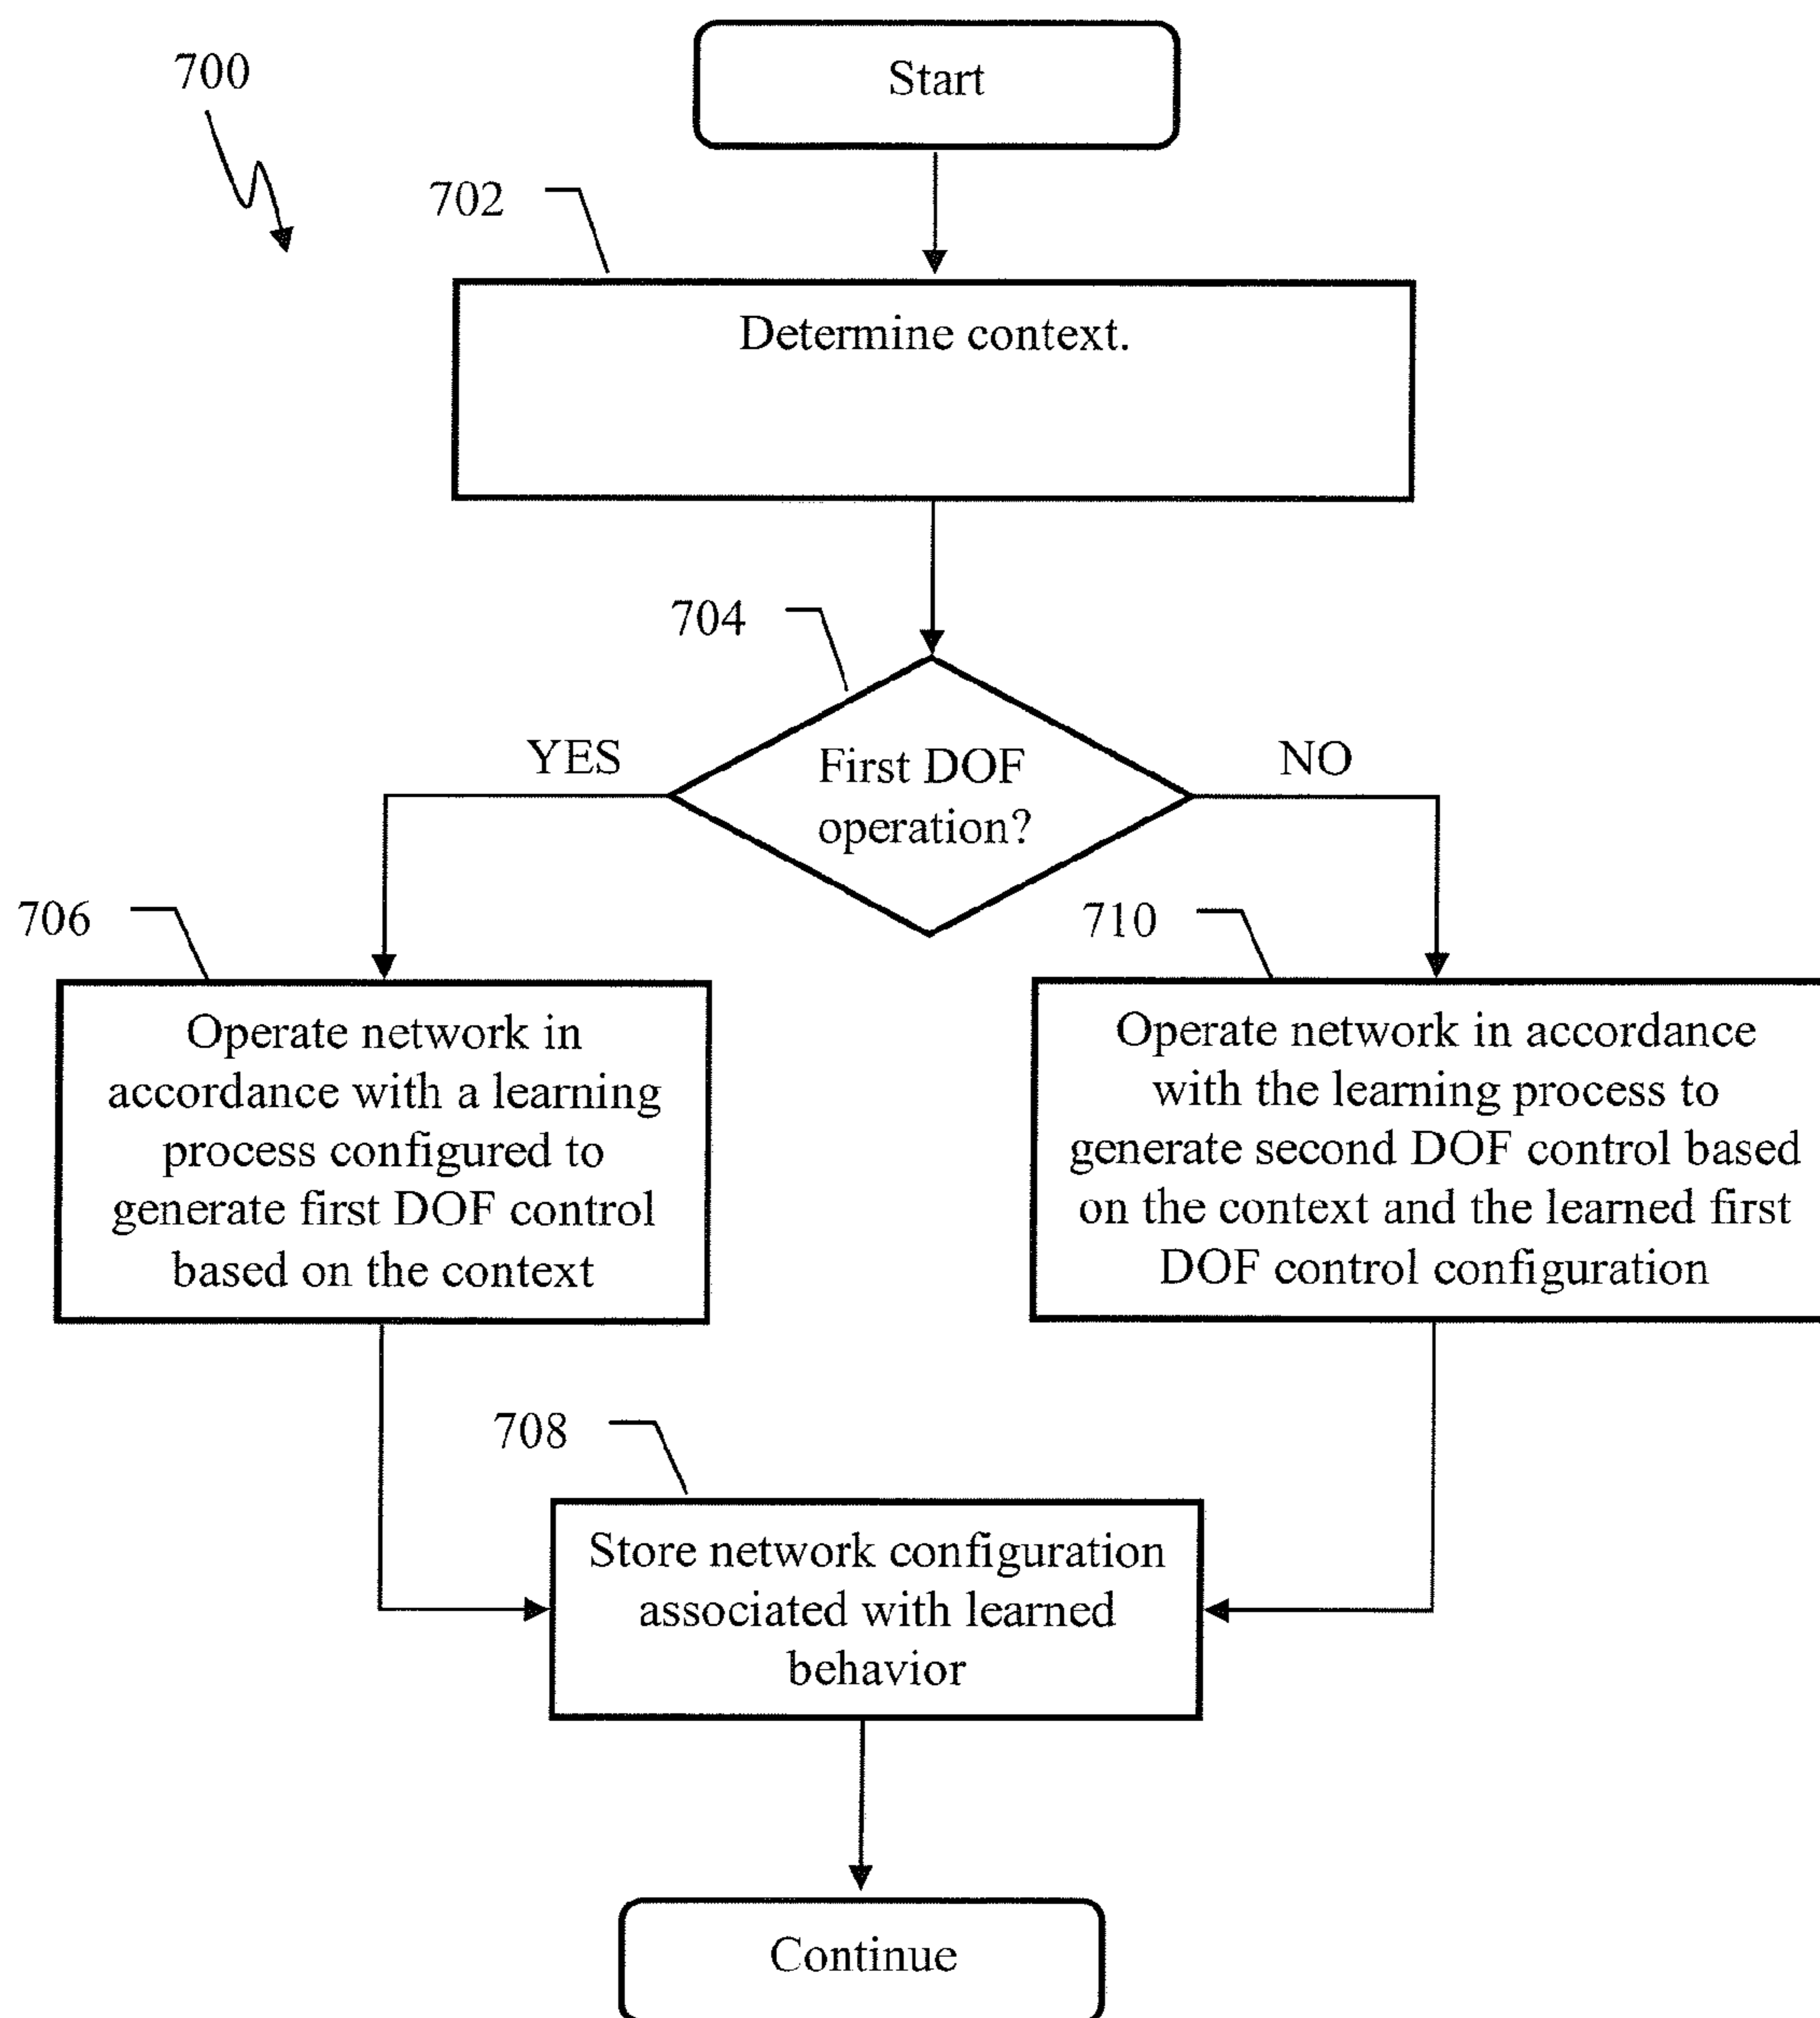 700
Start
702
Determine context.
704
YES
First DOF
operation?
NO
706
Operate network in
accordance with a learning
process configured to
generate first DOF control
based on the context
710
Operate network in accordance
with the learning process to
generate second DOF control based
on the context and the learned first
DOF control configuration
708
Store network configuration
associated with learned
behavior
Continue